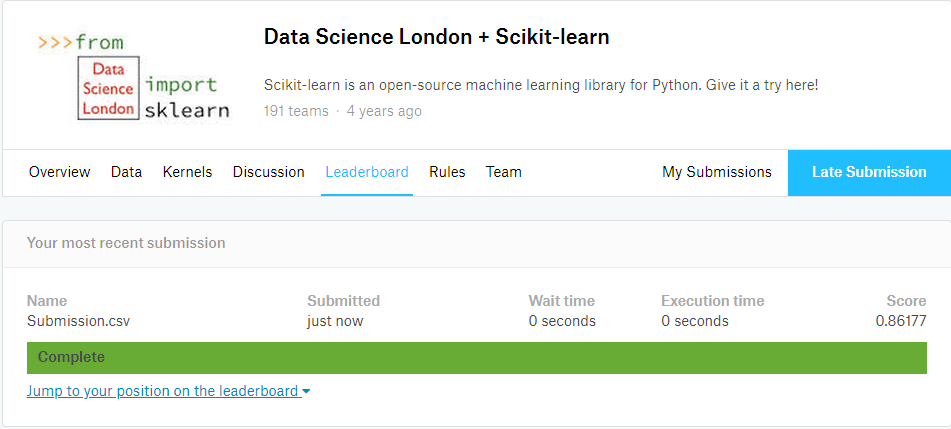 >>>from
Data
Science
London
import
sklearn
Data Science London + Scikit-learn
Scikit-learn is an open-source machine learning library for Python. Give it a try here!
191 teams · 4 years ago
Overview Data Kernels Discussion Leaderboard Rules Team My Submissions Late Submission
Your most recent submission
Name Submitted Wait time Execution time Score
Submission.csv just now 0 seconds 0 seconds 0.86177
Complete
Jump to your position on the leaderboard